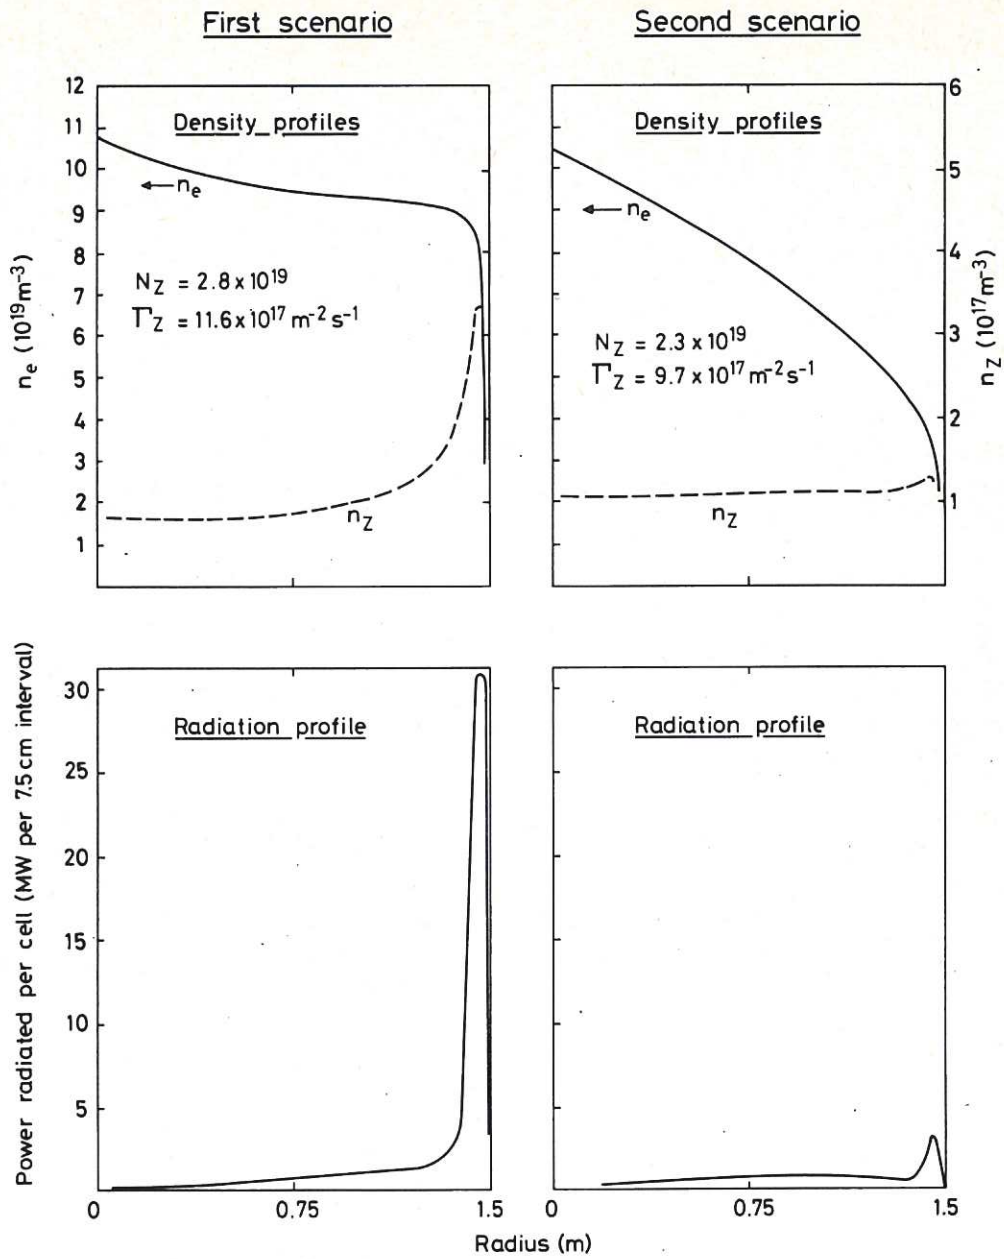 First scenario
Second scenario
n_e (10^19 m^-3)
12
11
10
9
8
7
6
5
4
3
2
1
Density profiles
← n_e
N_Z = 2.8 x 10^19
Γ_Z = 11.6 x 10^17 m^-2 s^-1
n_Z
Density profiles
← n_e
N_Z = 2.3 x 10^19
Γ_Z = 9.7 x 10^17 m^-2 s^-1
n_Z
6
5
4
3
2
1
n_Z (10^17 m^-3)
Power radiated per cell (MW per 7.5 cm interval)
30
25
20
15
10
5
Radiation profile
Radiation profile
0
0.75
1.5
0
0.75
1.5
Radius (m)